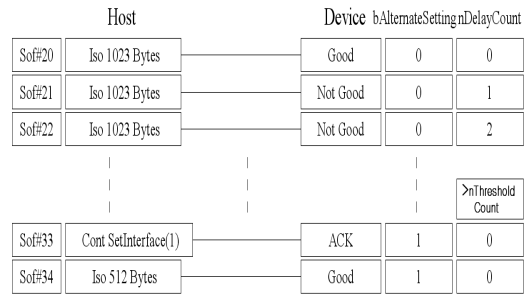 Host Device bAlternateSetting nDelayCount
Sof#20 Iso 1023 Bytes Good 0 0
Sof#21 Iso 1023 Bytes Not Good 0 1
Sof#22 Iso 1023 Bytes Not Good 0 2
>nThreshold
Count
Sof#33 Cont SetInterface(1) ACK 1 0
Sof#34 Iso 512 Bytes Good 1 0